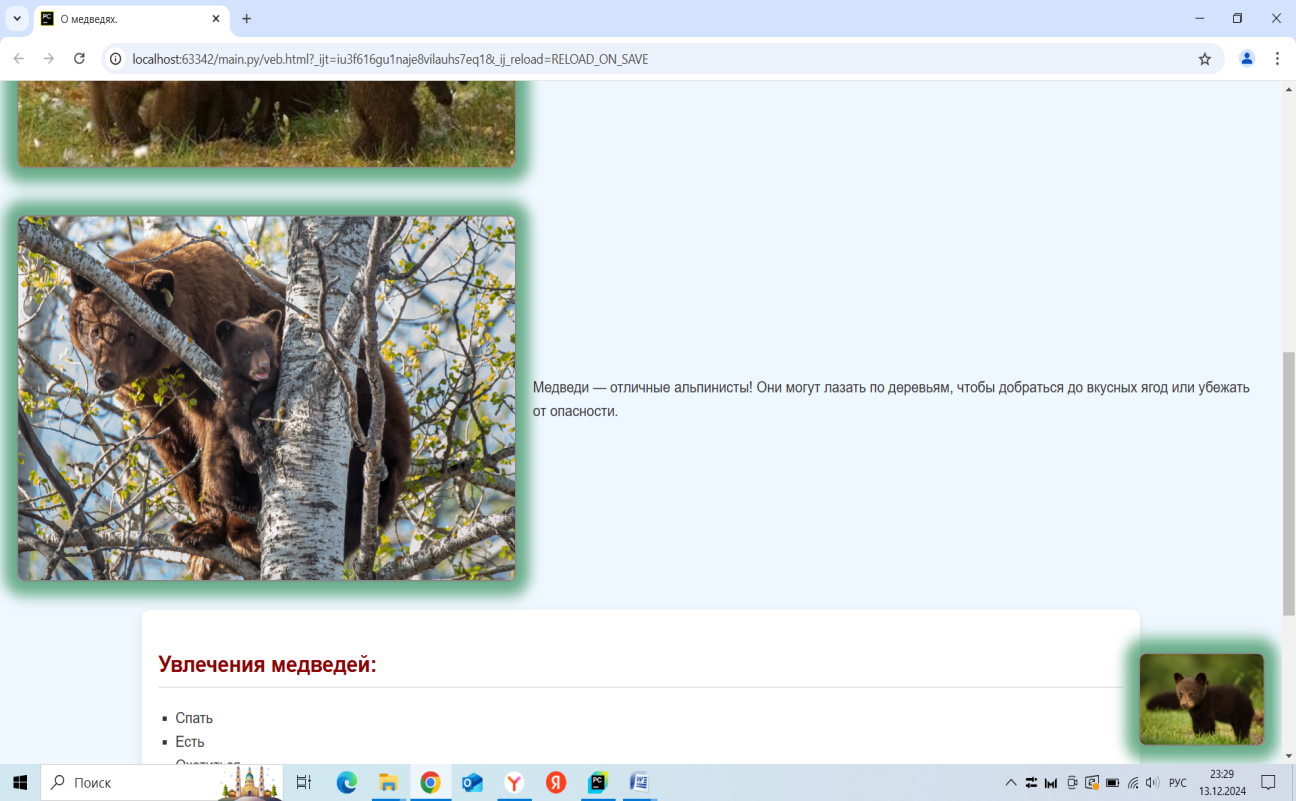 О медведях.
localhost:63342/main.py/veb.html?_ijt=iu3f616gu1naje8vilauhs7eq1&_ij_reload=RELOAD_ON_SAVE
Медведи — отличные альпинисты! Они могут лазать по деревьям, чтобы добраться до вкусных ягод или убежать
от опасности.
Увлечения медведей:
Спать
Есть
Охотиться
Поиск
РУС
23:29
13.12.2024